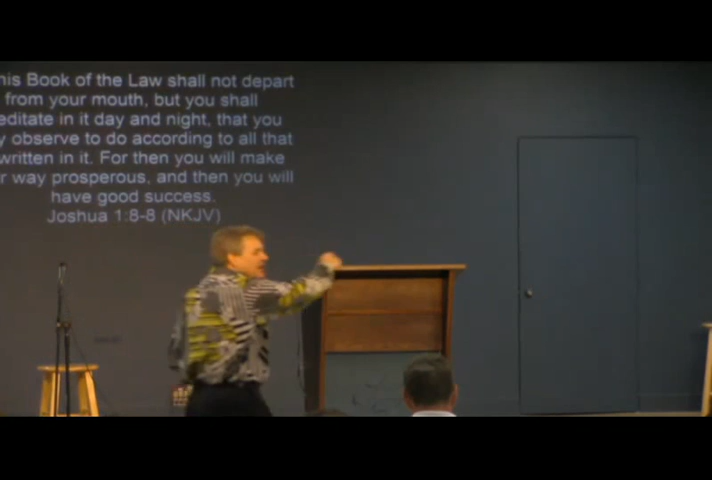 his Book of the Law shall not depart
from your mouth, but you shall
editate in it day and night, that you
y observe to do according to all that
written in it. For then you will make
r way prosperous, and then you will
have good success.
Joshua 1:8-8 (NKJV)